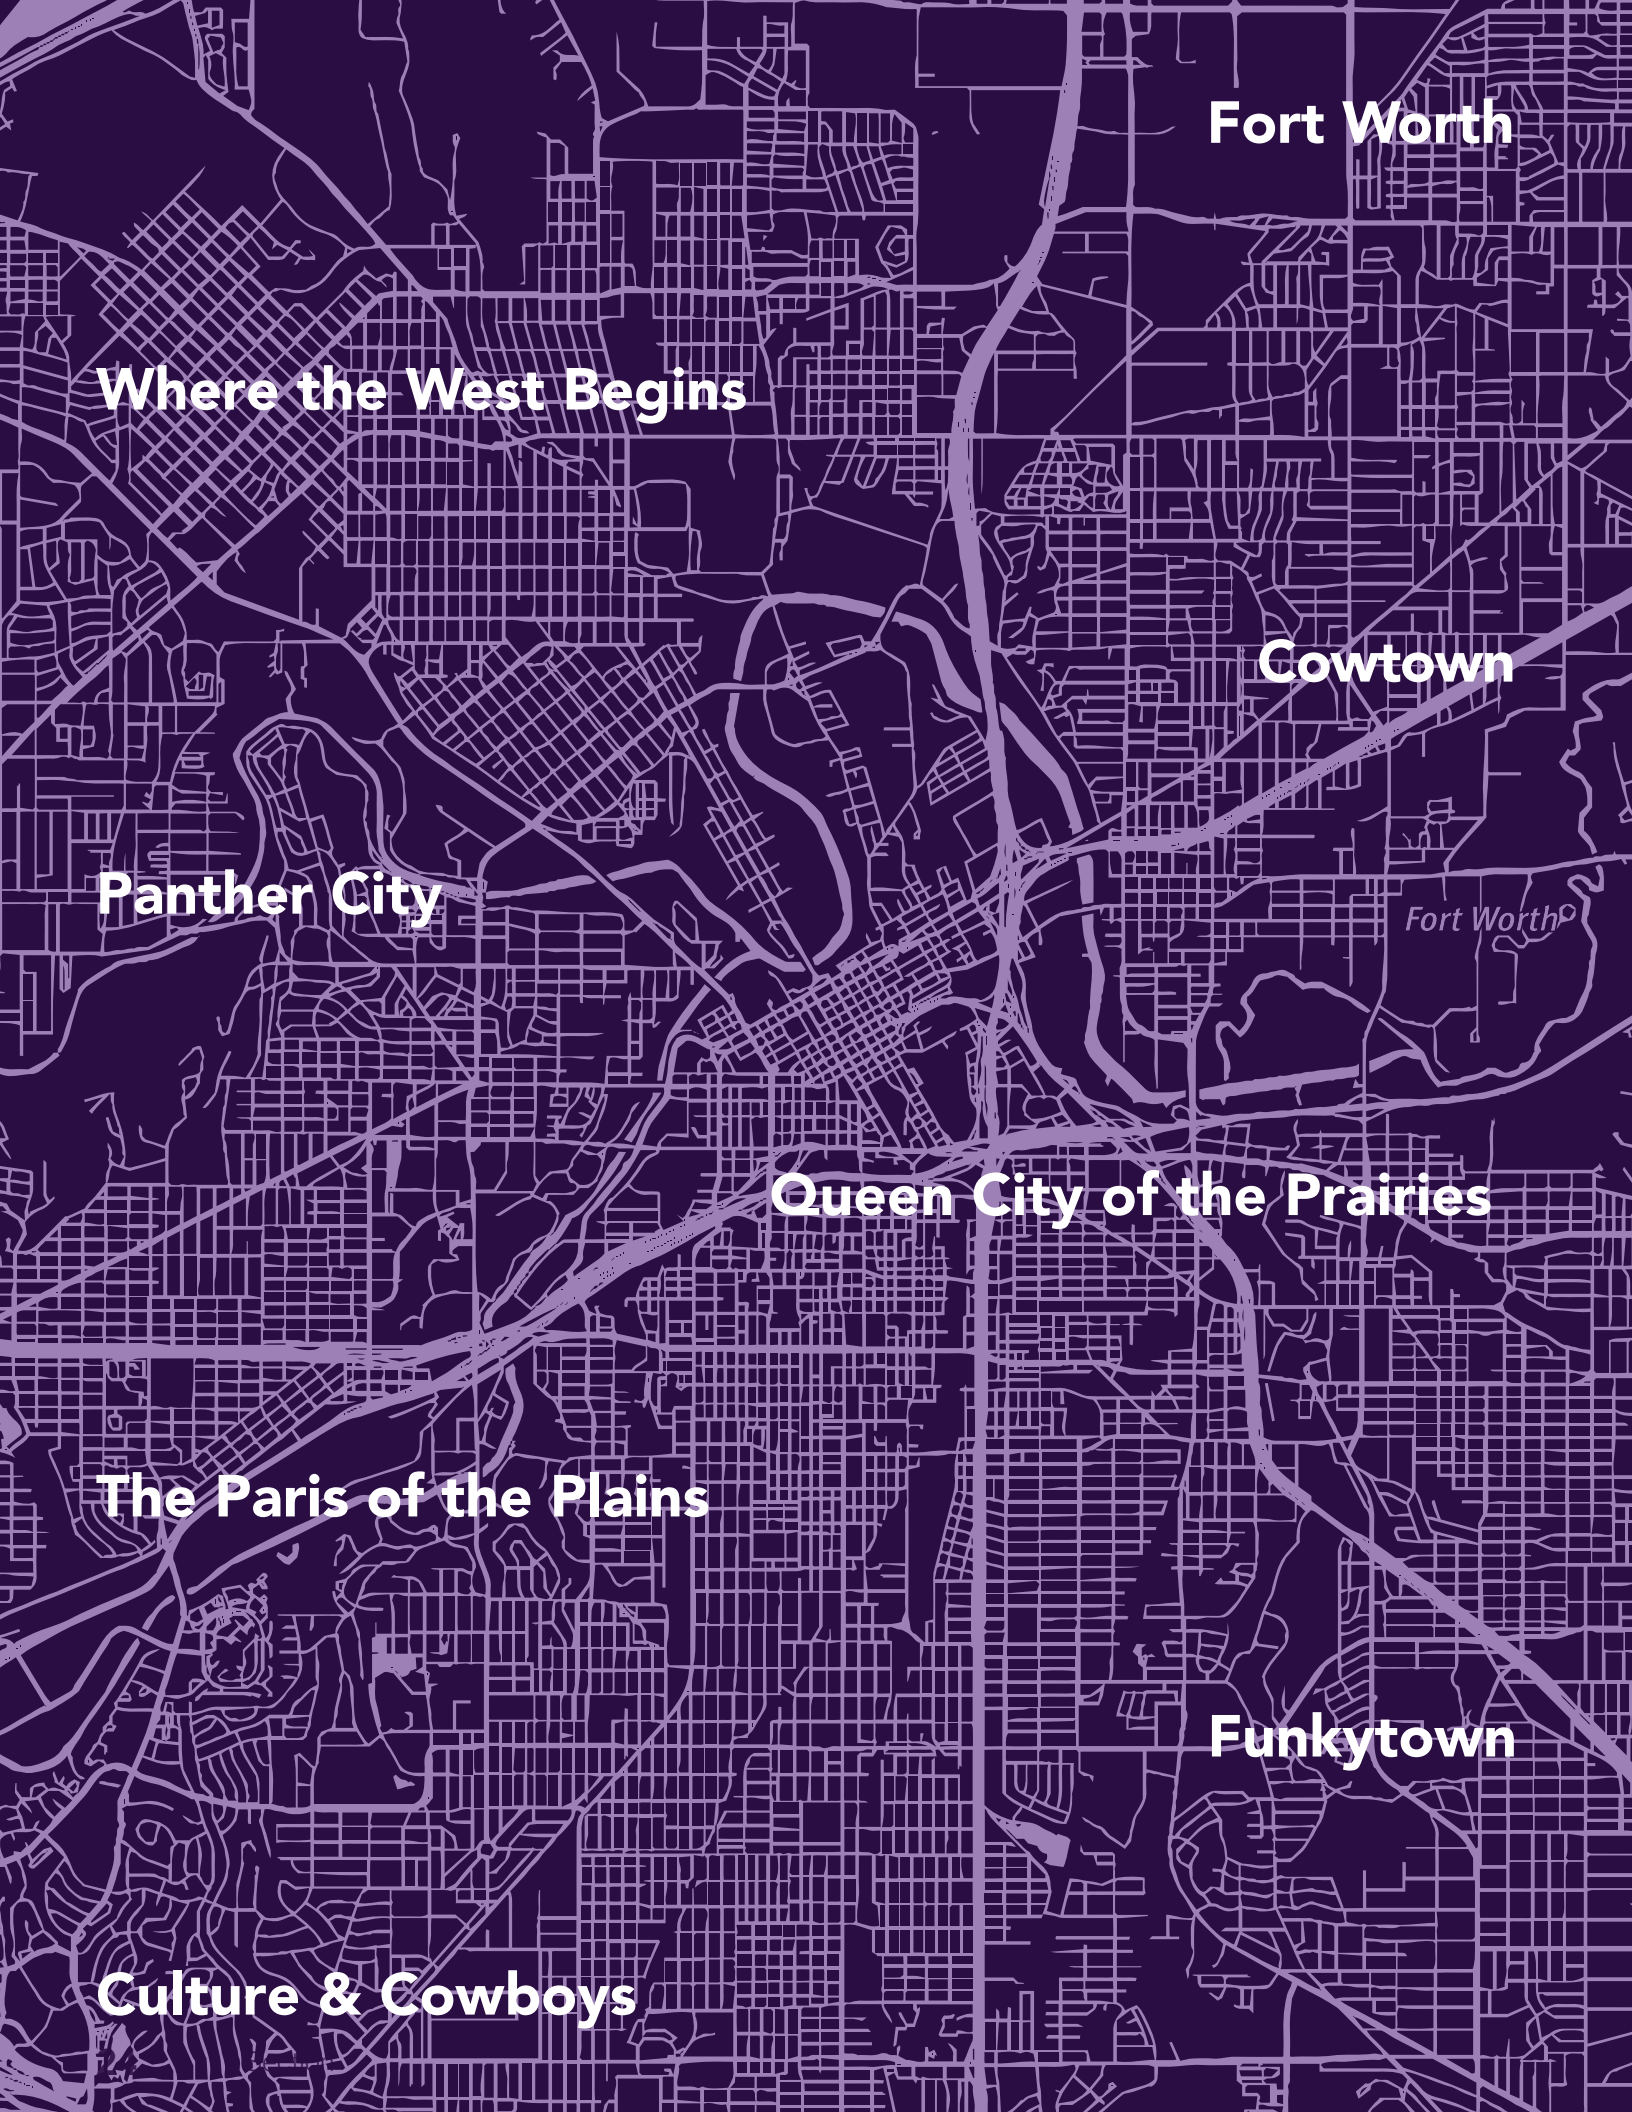 Fort Worth
Where the West Begins
Cowtown
Panther City
Fort Worth
Queen City of the Prairies
The Paris of the Plains
Funkytown
Culture & Cowboys